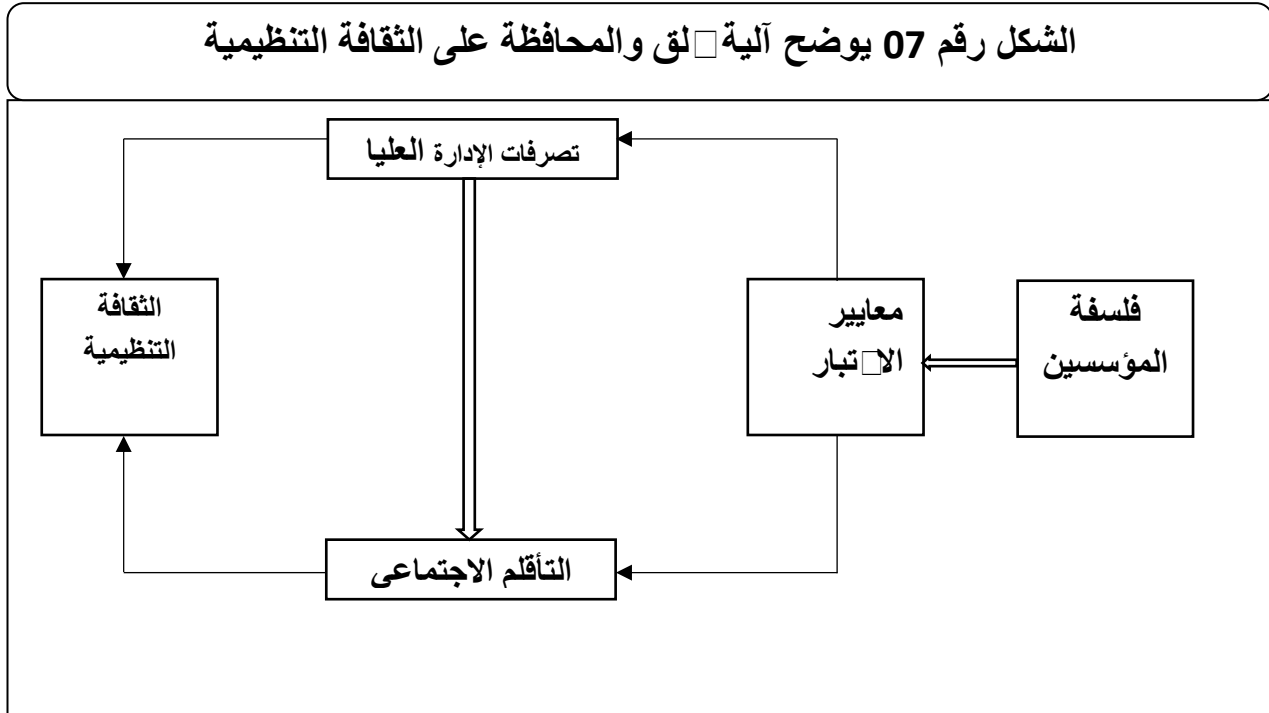 الشكل رقم 07 يوضح آلية □لق والمحافظة على الثقافة التنظيمية
تصرفات الإدارة العليا
فلسفة
المؤسسين
معايير
الا□تبار
الثقافة
التنظيمية
التأقلم الاجتماعى